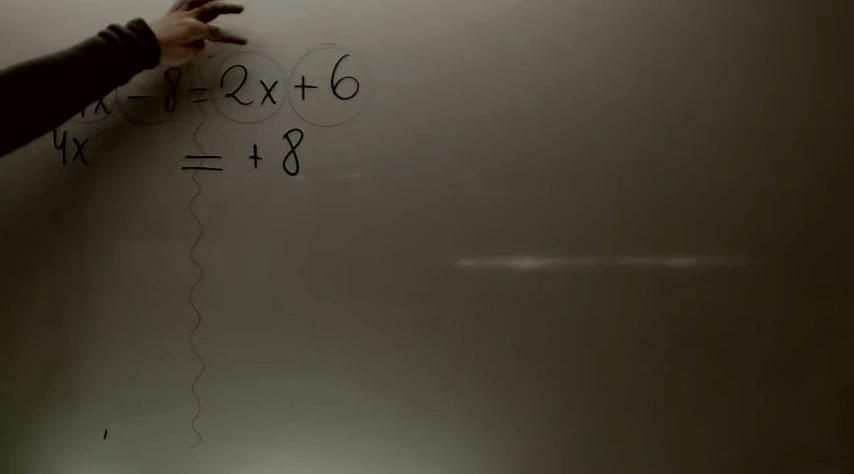 x - 8 = 2x + 6
4x = + 8